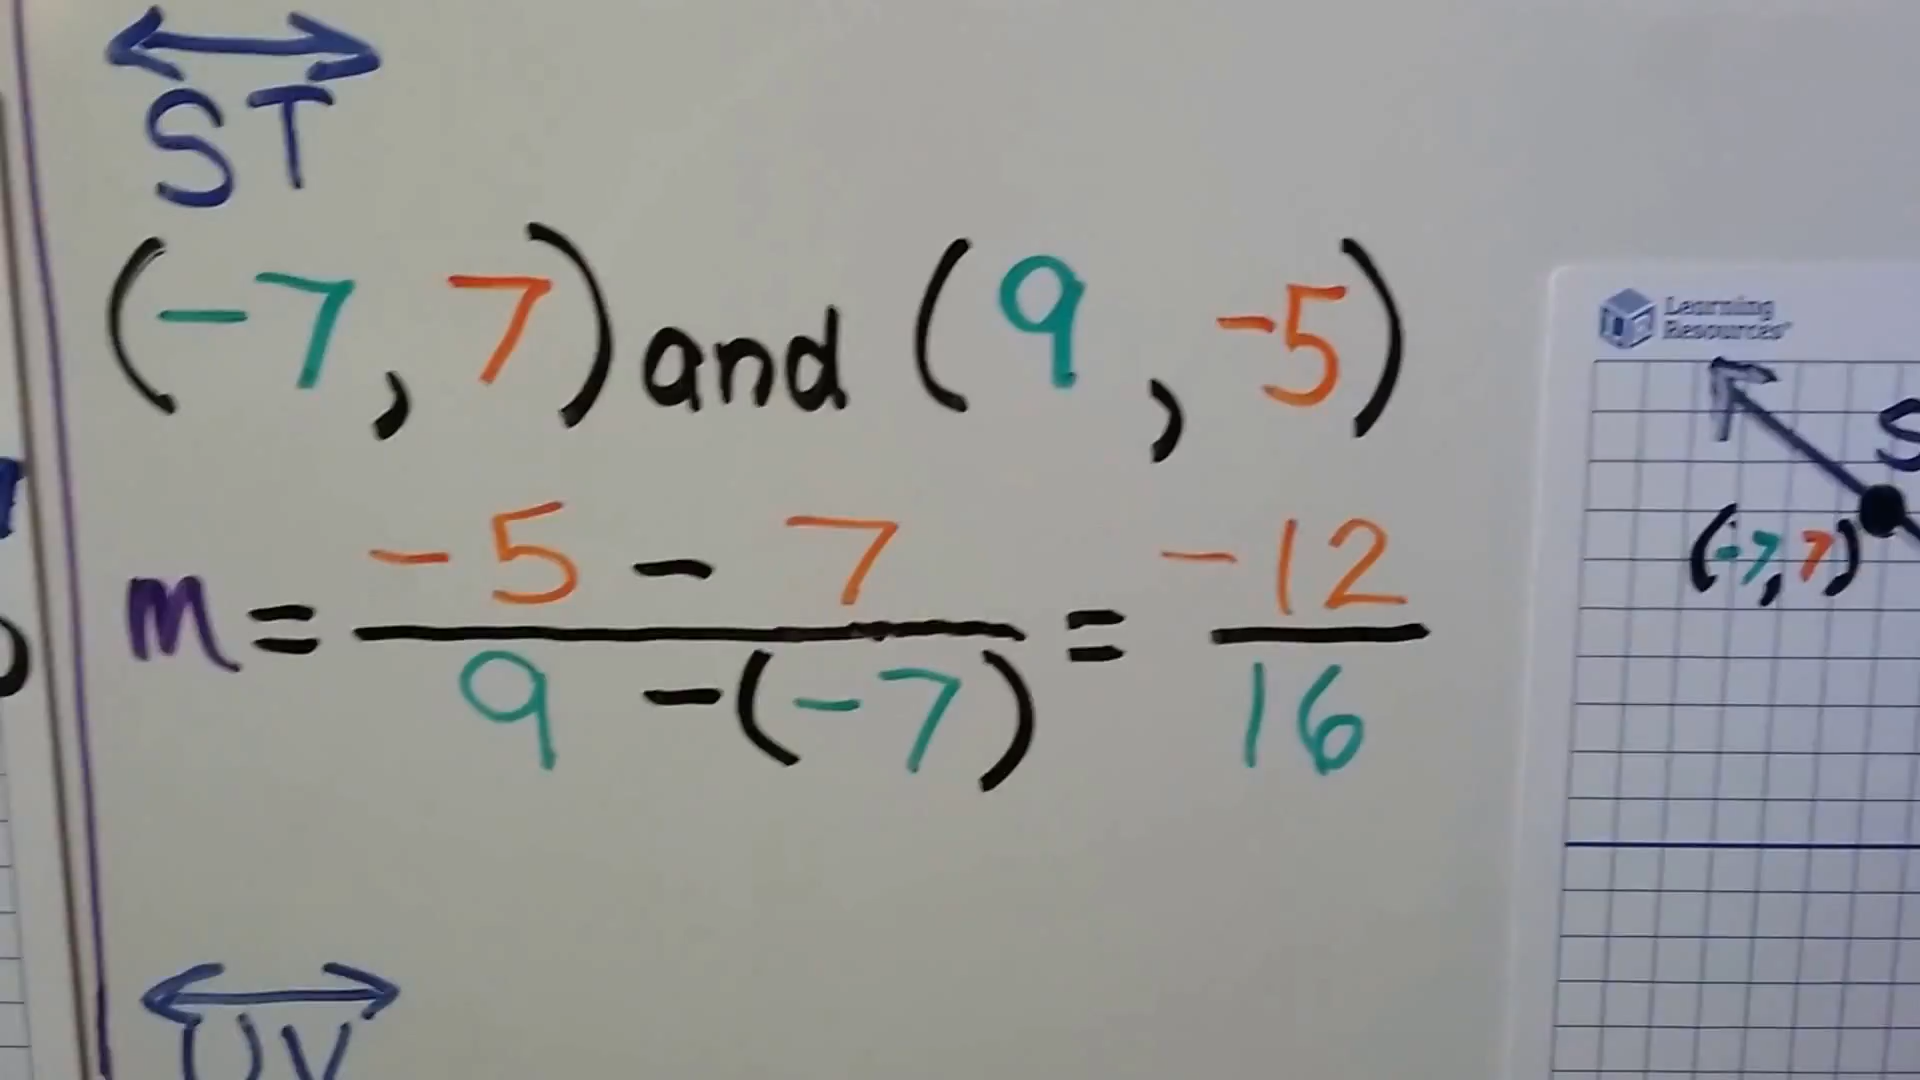 ST
(-7, 7) and (9, -5)
m = -5 - 7 / 9 - (-7) = -12 / 16
UV
Learning
Resources®
S
(-7, 7)